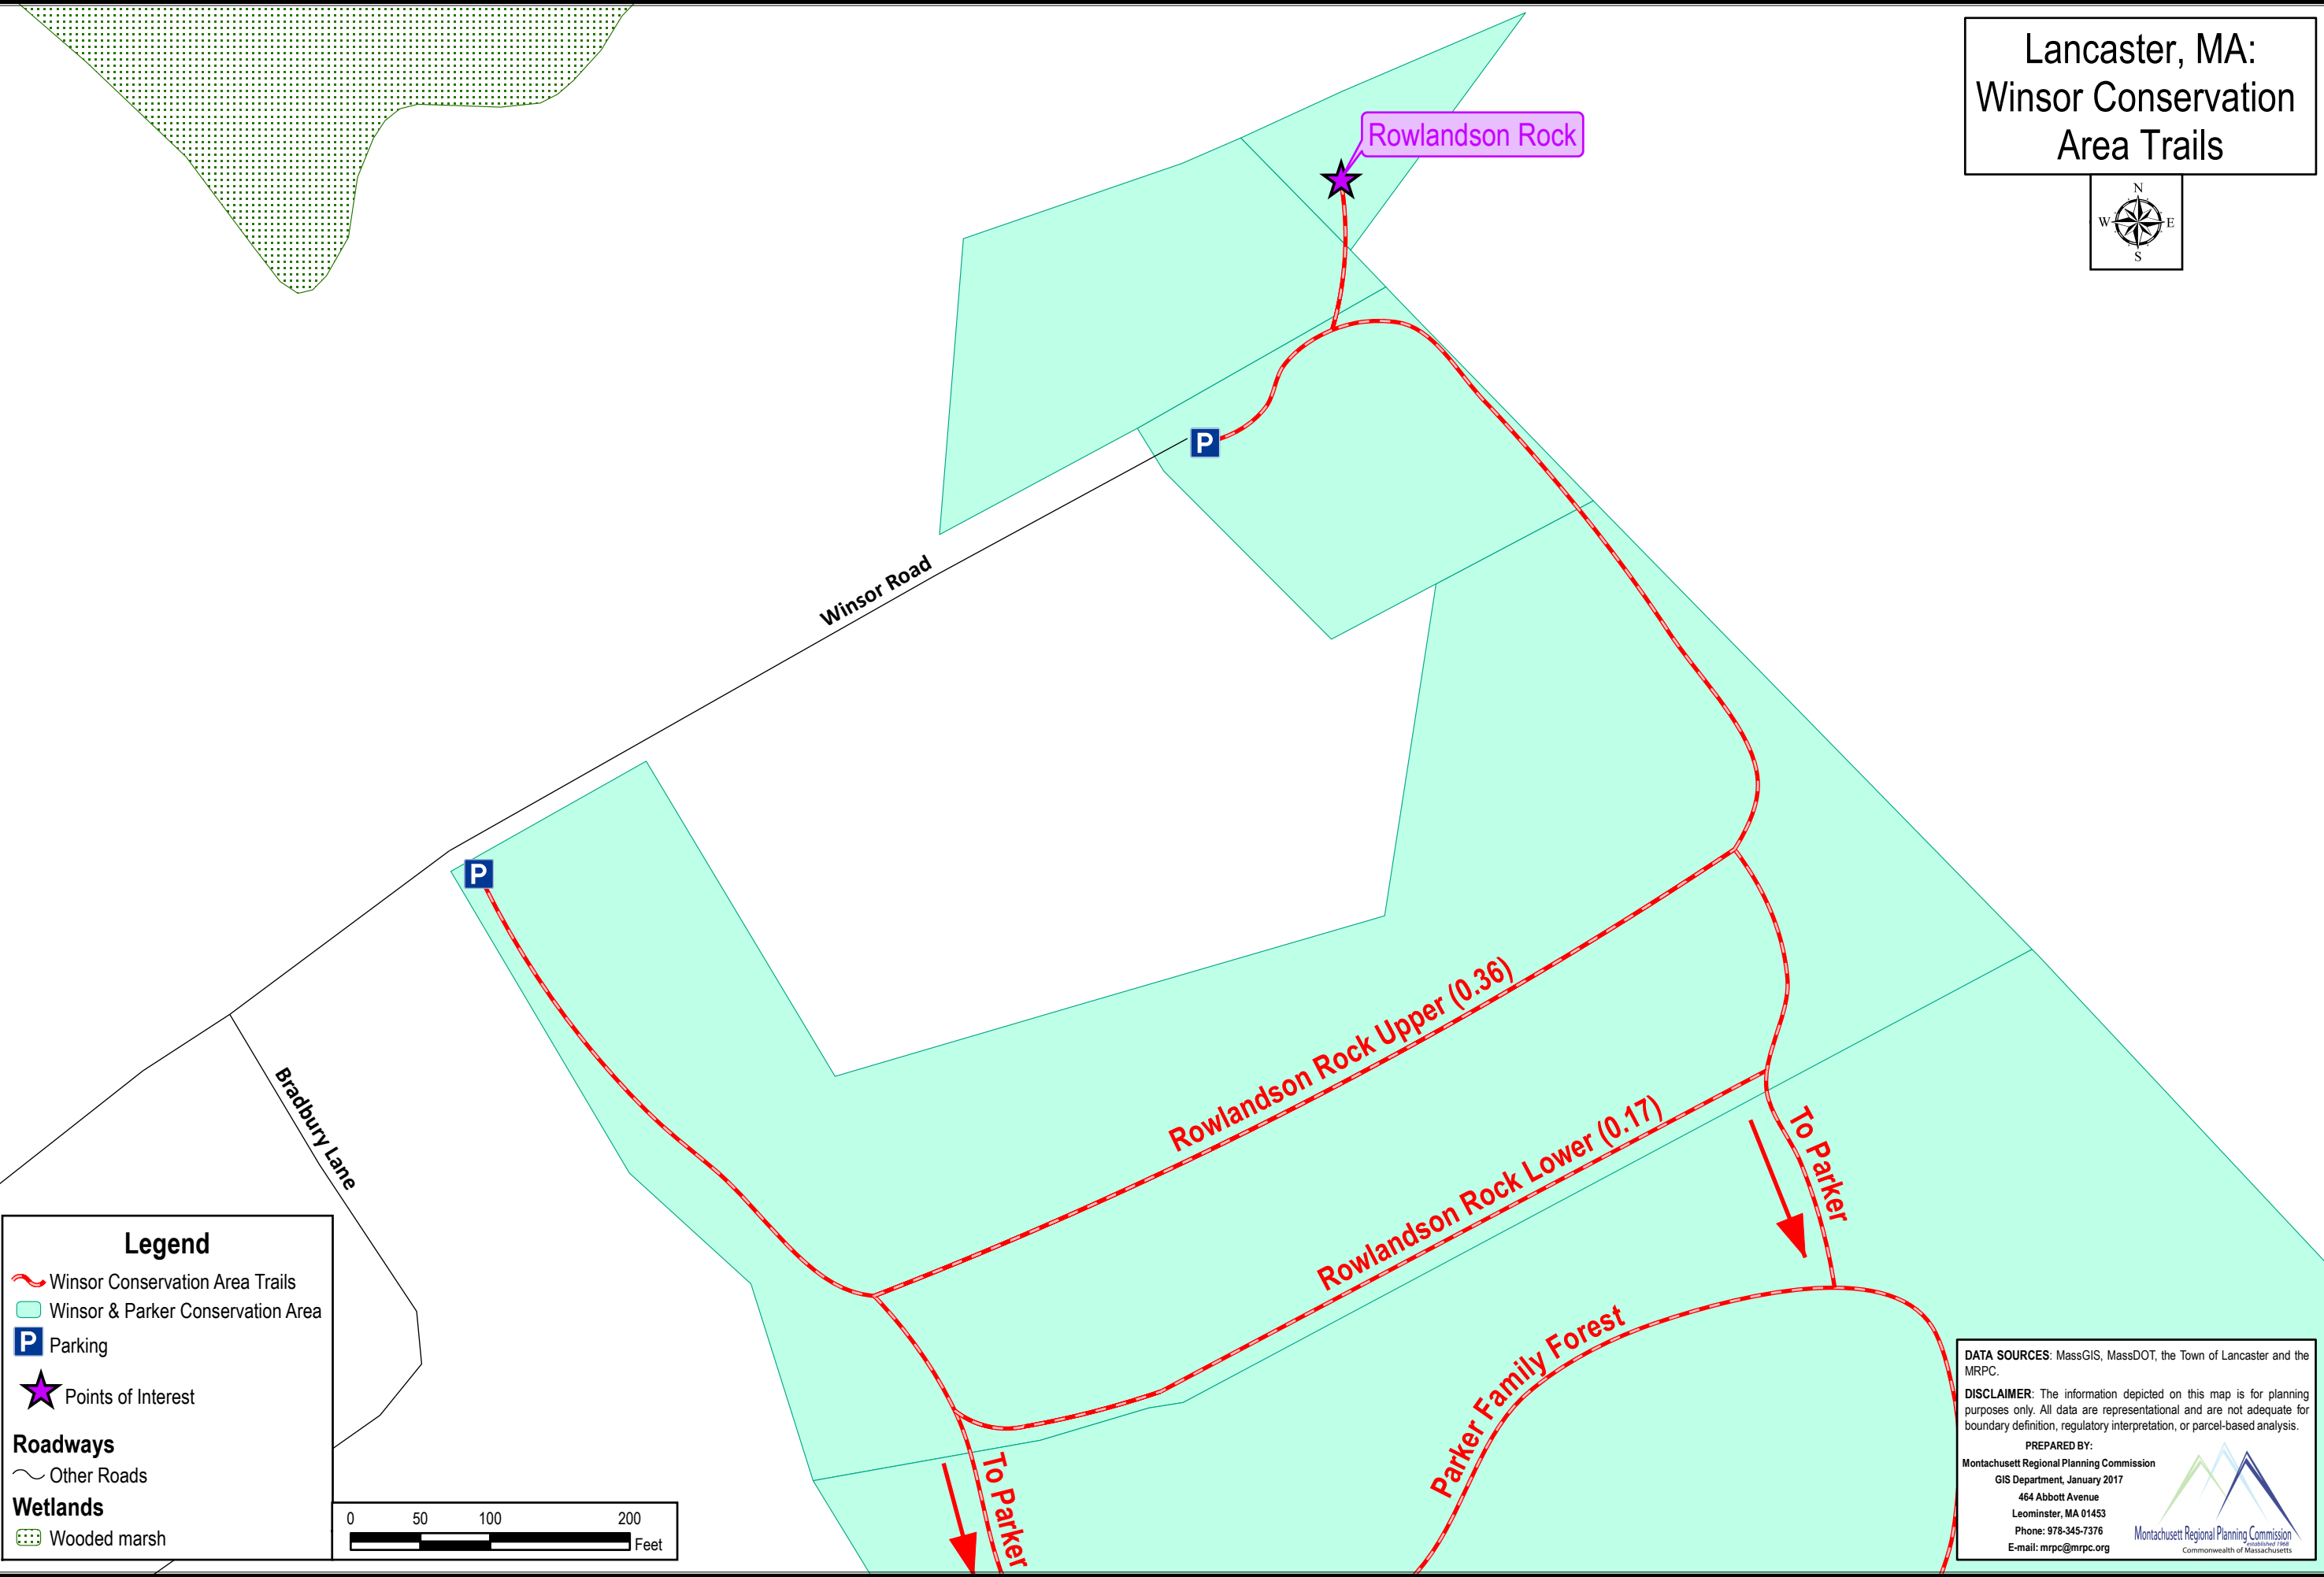 Lancaster, MA:
Winsor Conservation
Area Trails
N
W E
S
Rowlandson Rock
P
Winsor Road
P
Bradbury Lane
Rowlandson Rock Upper (0.36)
Rowlandson Rock Lower (0.17)
To Parker
Parker Family Forest
To Parker
Legend
Winsor Conservation Area Trails
Winsor & Parker Conservation Area
P Parking
Points of Interest
Roadways
Other Roads
Wetlands
Wooded marsh
0 50 100 200
Feet
DATA SOURCES: MassGIS, MassDOT, the Town of Lancaster and the
MRPC.
DISCLAIMER: The information depicted on this map is for planning
purposes only. All data are representational and are not adequate for
boundary definition, regulatory interpretation, or parcel-based analysis.
PREPARED BY:
Montachusett Regional Planning Commission
GIS Department, January 2017
464 Abbott Avenue
Leominster, MA 01453
Phone: 978-345-7376
E-mail: mrpc@mrpc.org
Montachusett Regional Planning Commission
established 1968
Commonwealth of Massachusetts